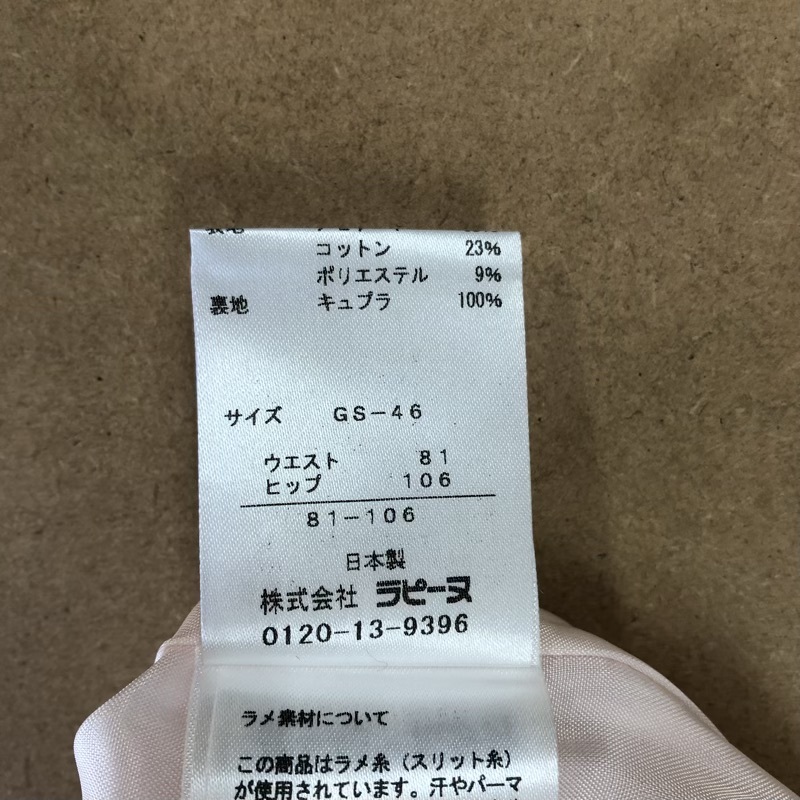 コットン 23%
ポリエステル 9%
裏地 キュプラ 100%
サイズ GS-46
ウエスト 81
ヒップ 106
81-106
日本製
株式会社 ラピーヌ
0120-13-9396
ラメ素材について
この商品はラメ糸(スリット糸)
が使用されています。汗やパーマ